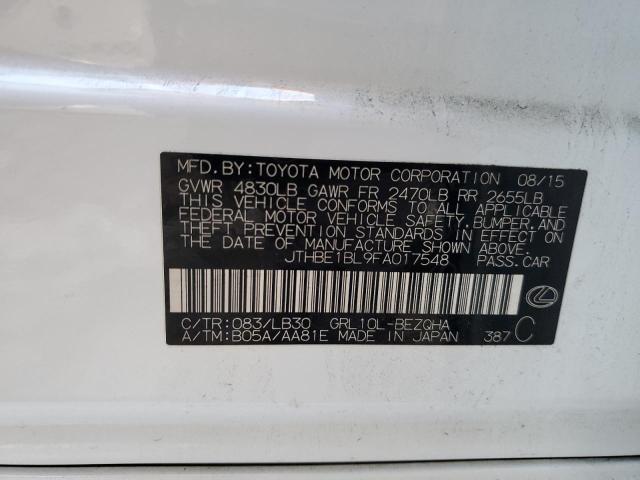 MFD. BY: TOYOTA MOTOR CORPORATION 08/15
GVWR 4830LB GAWR FR 2470LB RR 2655LB
THIS VEHICLE CONFORMS TO ALL APPLICABLE
FEDERAL MOTOR VEHICLE SAFETY, BUMPER, AND
THEFT PREVENTION STANDARDS IN EFFECT ON
THE DATE OF MANUFACTURE SHOWN ABOVE.
JTHBE1BL9FA017548 PASS. CAR
C/TR: 083/LB30 GRL10L-BEZQHA
A/TM: B05A/AA81E MADE IN JAPAN 387 C